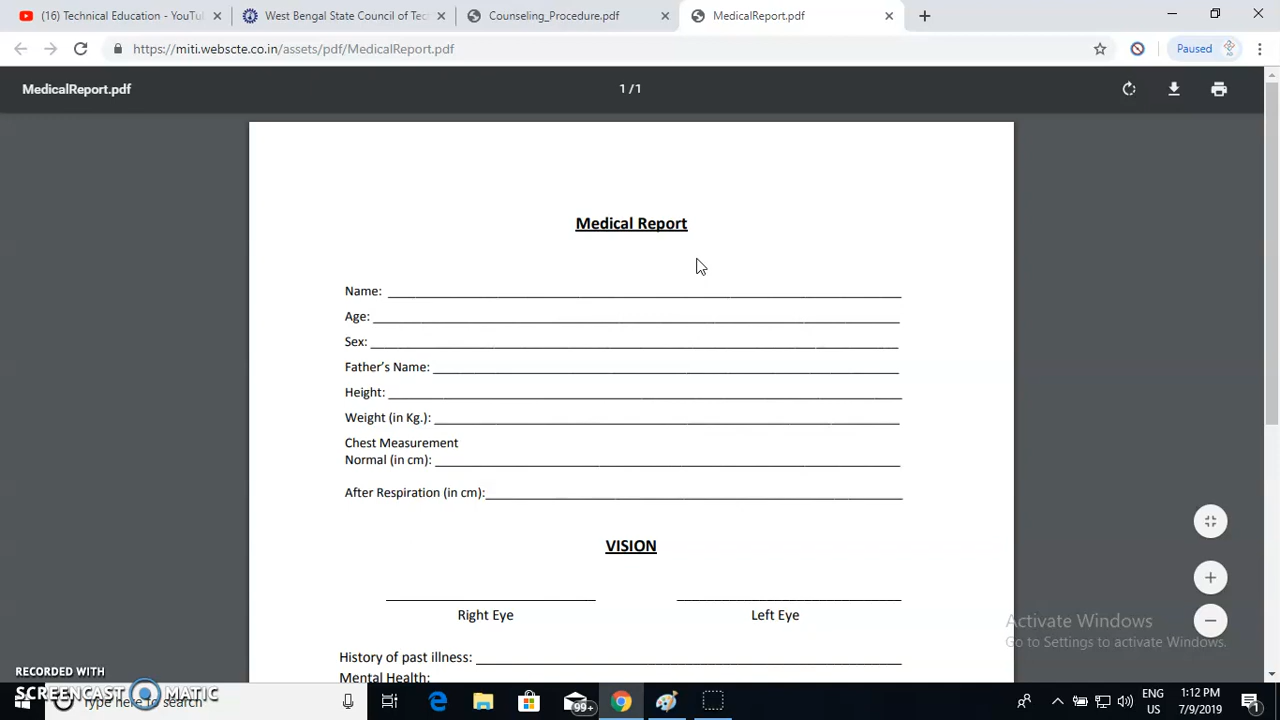 (16) Technical Education - YouTu
West Bengal State Council of Tec
Counseling_Procedure.pdf
MedicalReport.pdf
https://miti.webscte.co.in/assets/pdf/MedicalReport.pdf
Paused
MedicalReport.pdf
1 / 1
Medical Report
Name:
Age:
Sex:
Father's Name:
Height:
Weight (in Kg.):
Chest Measurement
Normal (in cm):
After Respiration (in cm):
VISION
Right Eye
Left Eye
History of past illness:
Mental Health:
Activate Windows
Go to Settings to activate Windows.
RECORDED WITH
SCREENCAST MATIC
Type here to search
99+
ENG
US
1:12 PM
7/9/2019
1